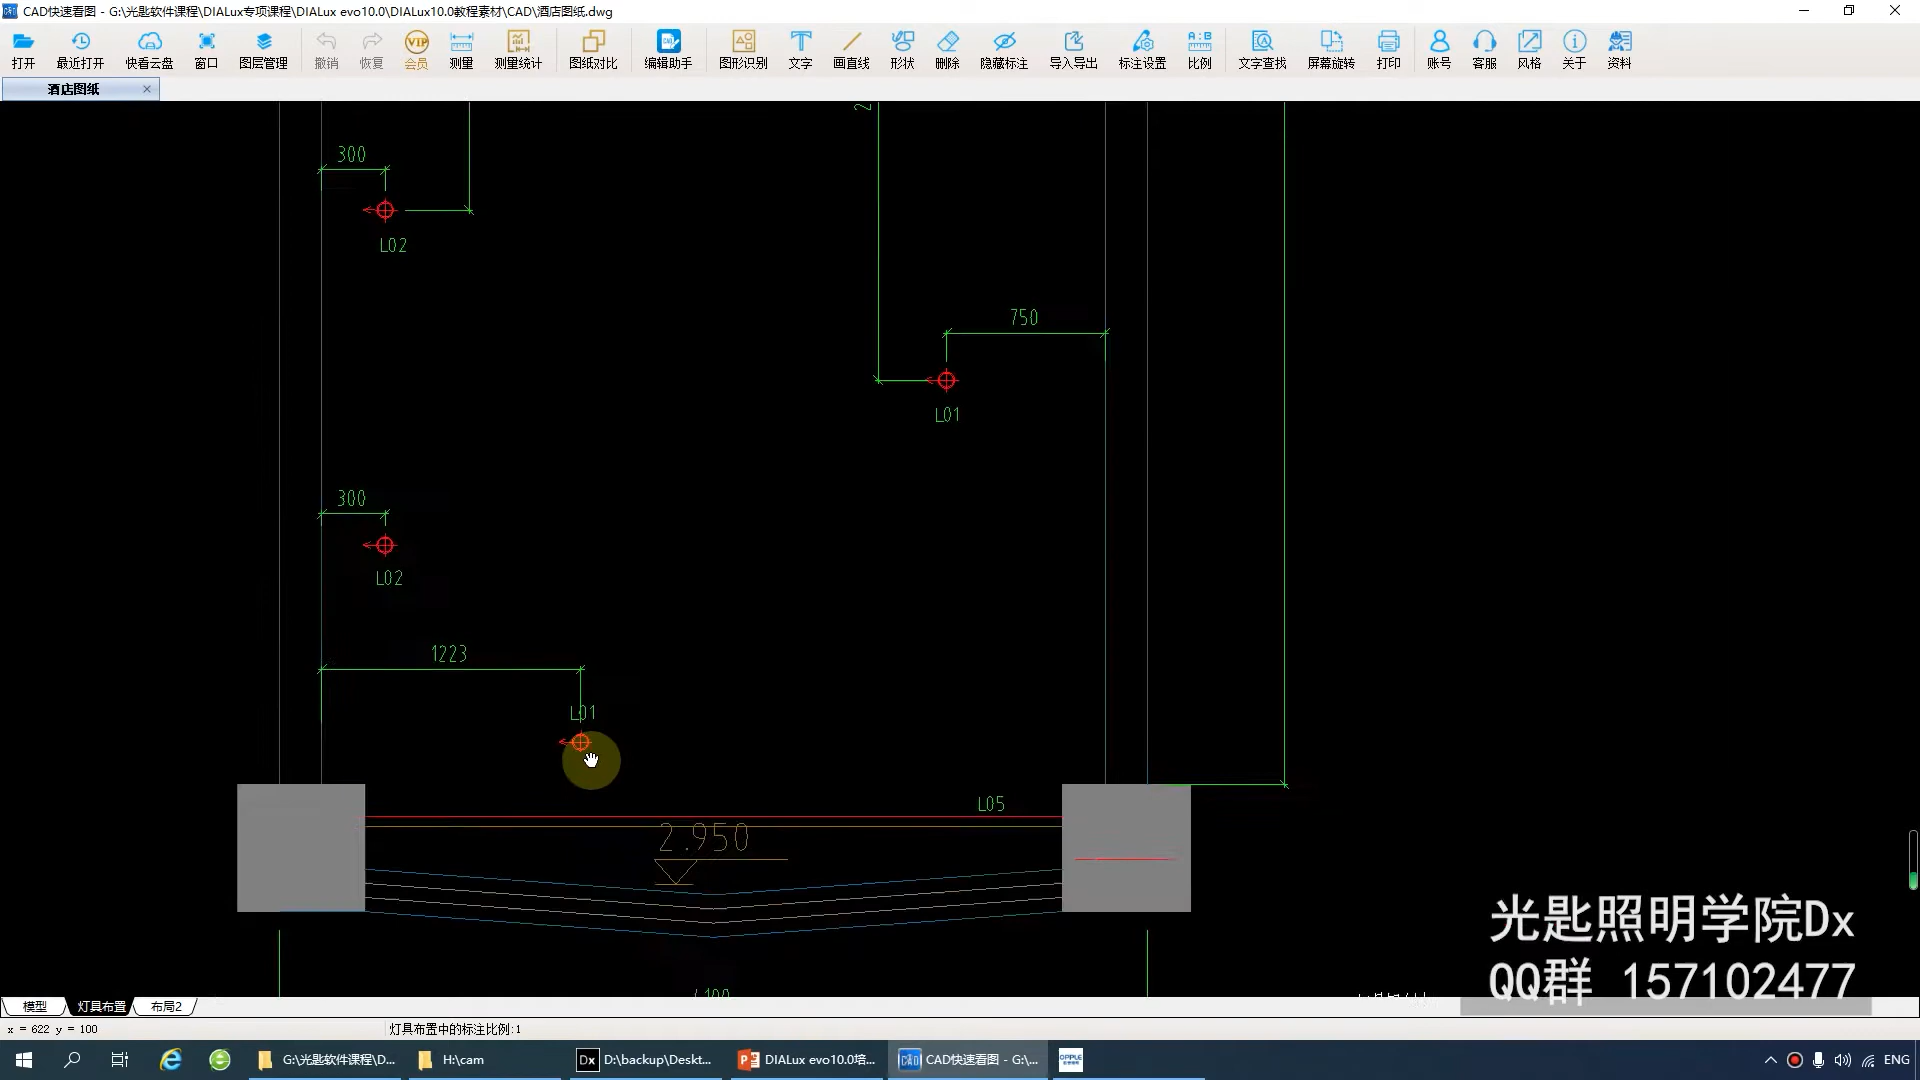 CAD快速看图 - G:\光匙软件课程\DIALux专项课程\DIALux evo10.0\DIALux10.0教程素材\CAD\酒店图纸.dwg
打开 最近打开 快看云盘 窗口 图层管理 撤销 恢复 会员 测量 测量统计 图纸对比 编辑助手 图形识别 文字 画直线 形状 删除 隐藏标注 导入导出 标注设置 比例 文字查找 屏幕旋转 打印 账号 客服 风格 关于 资料
VIP
酒店图纸
2
300
L02
750
L01
300
L02
1223
L01
L05
2.950
光匙照明学院Dx
QQ群 157102477
模型 灯具布置 布局2
x = 622 y = 100 灯具布置中的标注比例:1
G:\光匙软件课程\D... H:\cam Dx D:\backup\Deskt... DIALux evo10.0培... CAD快速看图 - G:\... OPPLE ENG